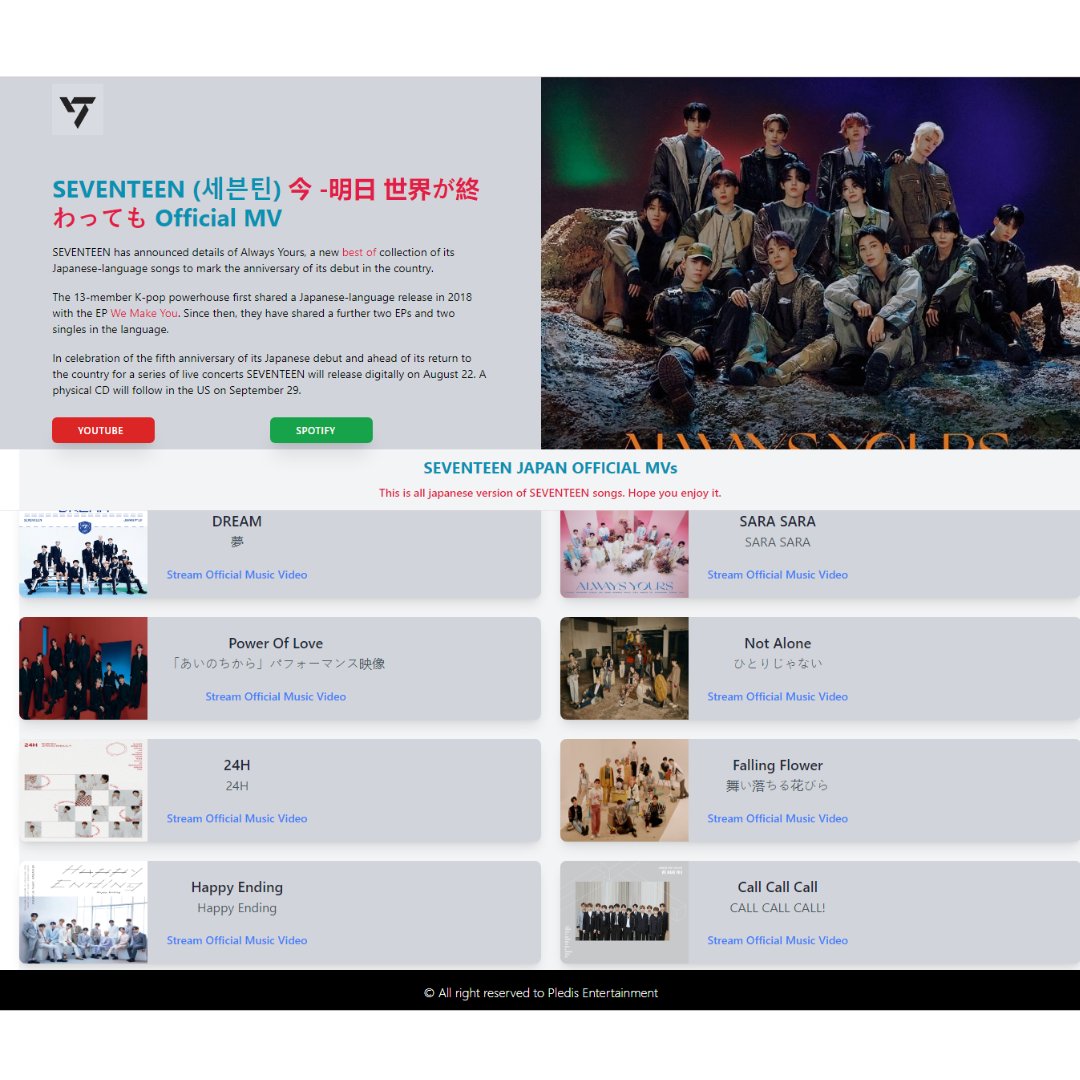 SEVENTEEN (세븐틴) 今 -明日 世界が終
わっても Official MV
SEVENTEEN has announced details of Always Yours, a new best of collection of its
Japanese-language songs to mark the anniversary of its debut in the country.
The 13-member K-pop powerhouse first shared a Japanese-language release in 2018
with the EP We Make You. Since then, they have shared a further two EPs and two
singles in the language.
In celebration of the fifth anniversary of its Japanese debut and ahead of its return to
the country for a series of live concerts SEVENTEEN will release digitally on August 22. A
physical CD will follow in the US on September 29.
YOUTUBE
SPOTIFY
ALWAYS YOURS
SEVENTEEN JAPAN OFFICIAL MVs
This is all japanese version of SEVENTEEN songs. Hope you enjoy it.
DREAM
夢
Stream Official Music Video
ALWAYS YOURS
SARA SARA
SARA SARA
Stream Official Music Video
Power Of Love
「あいのちから」パフォーマンス映像
Stream Official Music Video
Not Alone
ひとりじゃない
Stream Official Music Video
24H
24H
24H
Stream Official Music Video
Falling Flower
舞い落ちる花びら
Stream Official Music Video
HAPPY
ENDING
Happy Ending
Happy Ending
Stream Official Music Video
Call Call Call
CALL CALL CALL!
Stream Official Music Video
© All right reserved to Pledis Entertainment